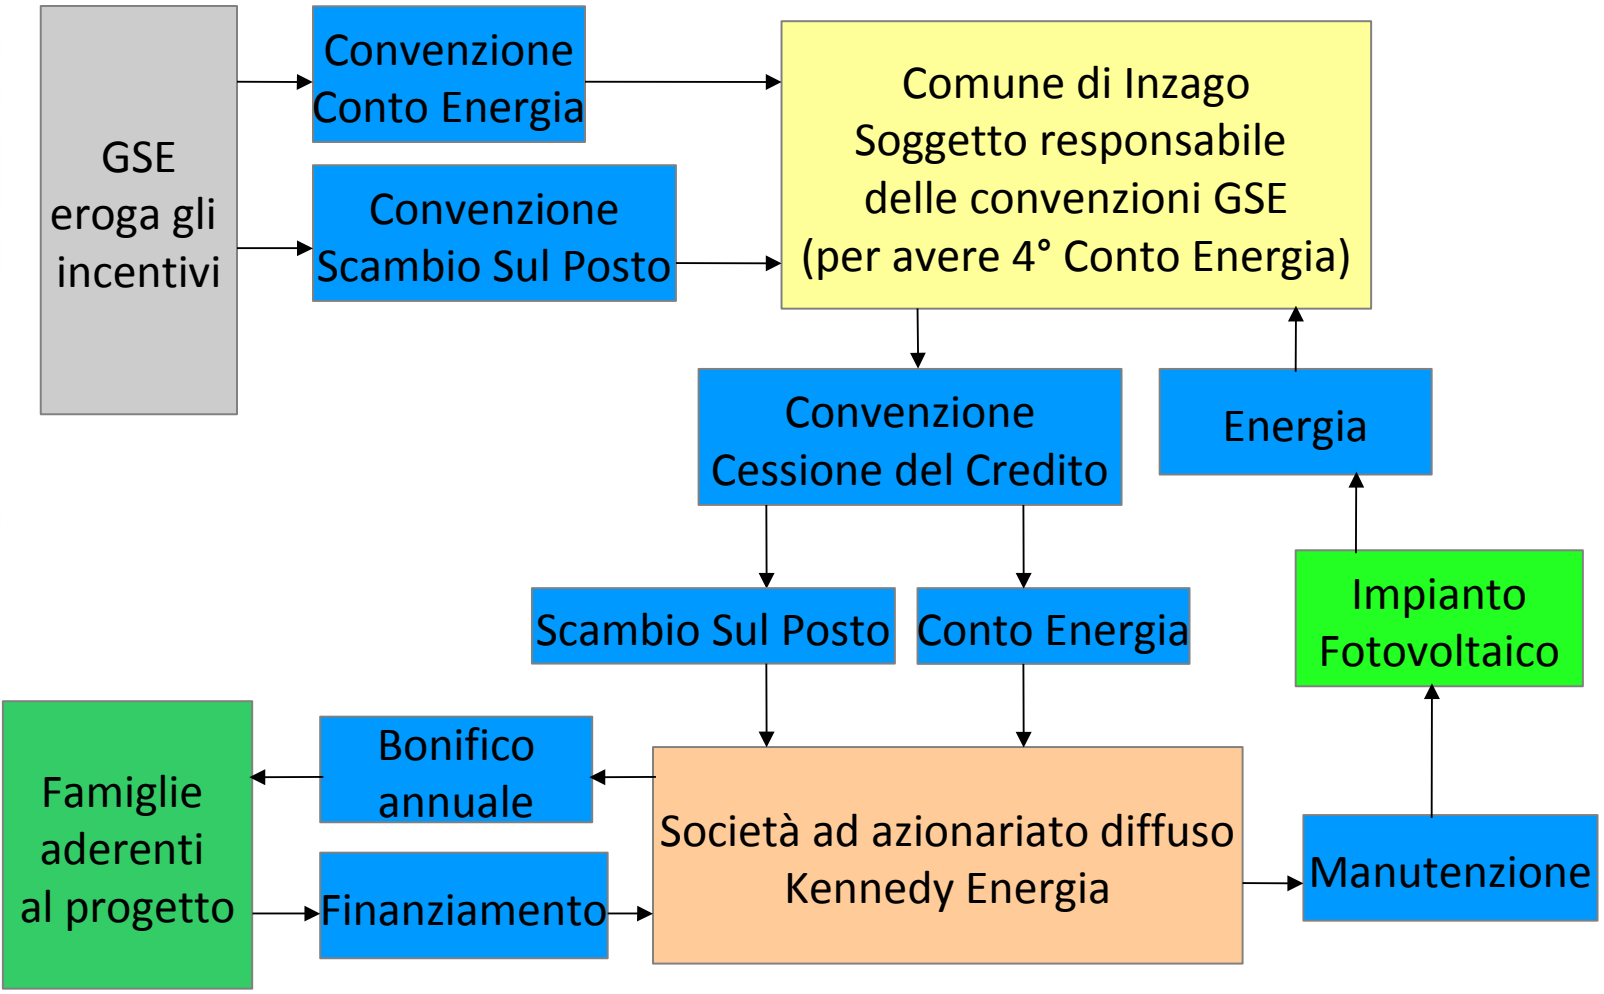 GSE
eroga gli
incentivi
Convenzione
Conto Energia
Convenzione
Scambio Sul Posto
Comune di Inzago
Soggetto responsabile
delle convenzioni GSE
(per avere 4° Conto Energia)
Convenzione
Cessione del Credito
Energia
Scambio Sul Posto
Conto Energia
Impianto
Fotovoltaico
Famiglie
aderenti
al progetto
Bonifico
annuale
Finanziamento
Società ad azionariato diffuso
Kennedy Energia
Manutenzione